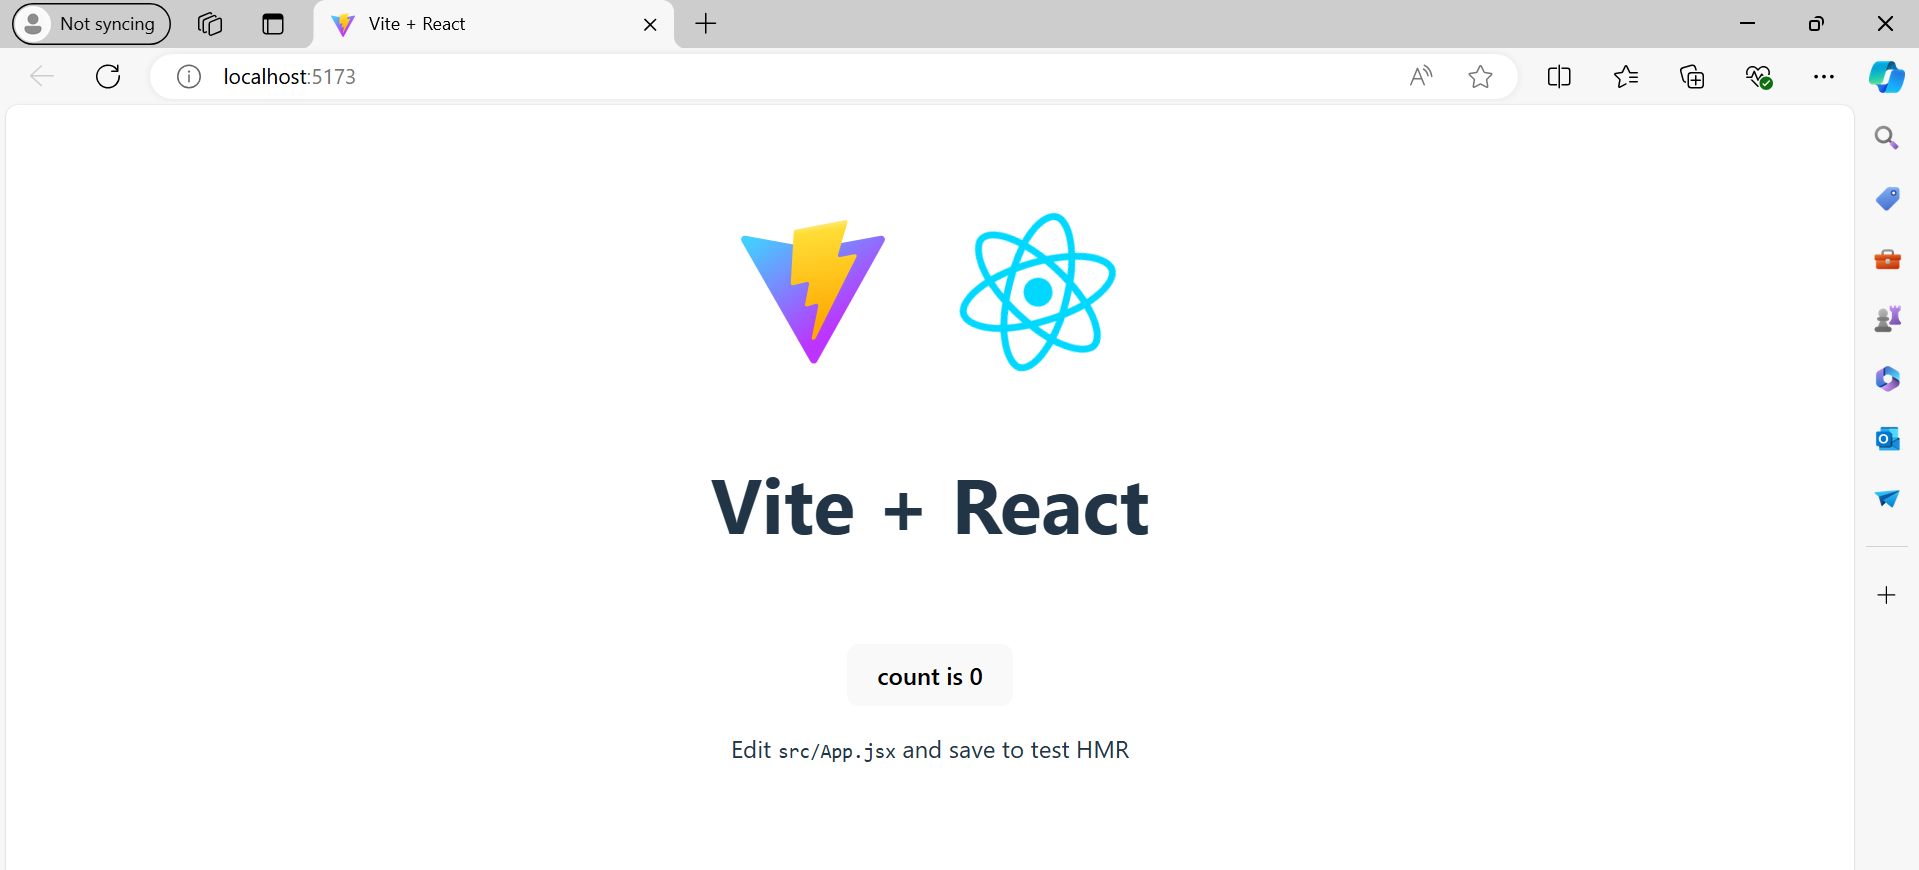 Not syncing
Vite + React
localhost:5173
Vite + React
count is 0
Edit src/App.jsx and save to test HMR